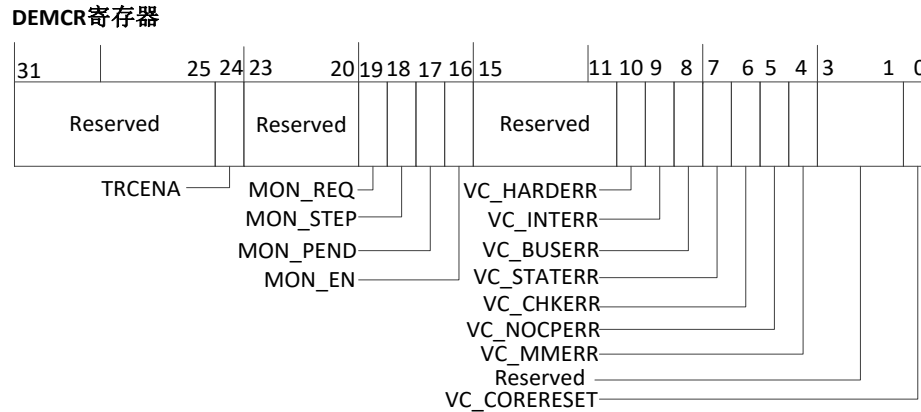 DEMCR寄存器
31 25 24 23 20 19 18 17 16 15 11 10 9 8 7 6 5 4 3 1 0
Reserved Reserved Reserved
TRCENA MON_REQ VC_HARDERR
MON_STEP VC_INTERR
MON_PEND VC_BUSERR
MON_EN VC_STATERR
VC_CHKERR
VC_NOCPERR
VC_MMERR
Reserved
VC_CORERESET